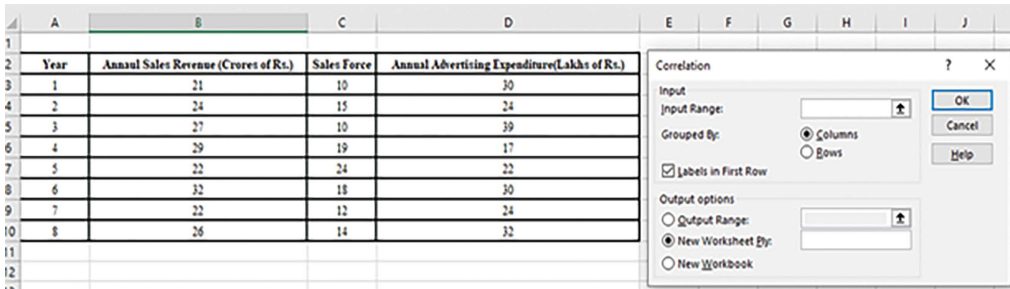 A B C D E F G H I J
1
2 Year Annaul Sales Revenue (Crores of Rs.) Sales Force Annual Advertising Expenditure(Lakhs of Rs.)
3 1 21 10 30
4 2 24 15 24
5 3 27 10 39
6 4 29 19 17
7 5 22 24 22
8 6 32 18 30
9 7 22 12 24
10 8 26 14 32
11
12
Correlation ? ×
Input
Input Range:
Grouped By: Columns
Rows
Labels in First Row
Output options
Output Range:
New Worksheet Ply:
New Workbook
OK
Cancel
Help